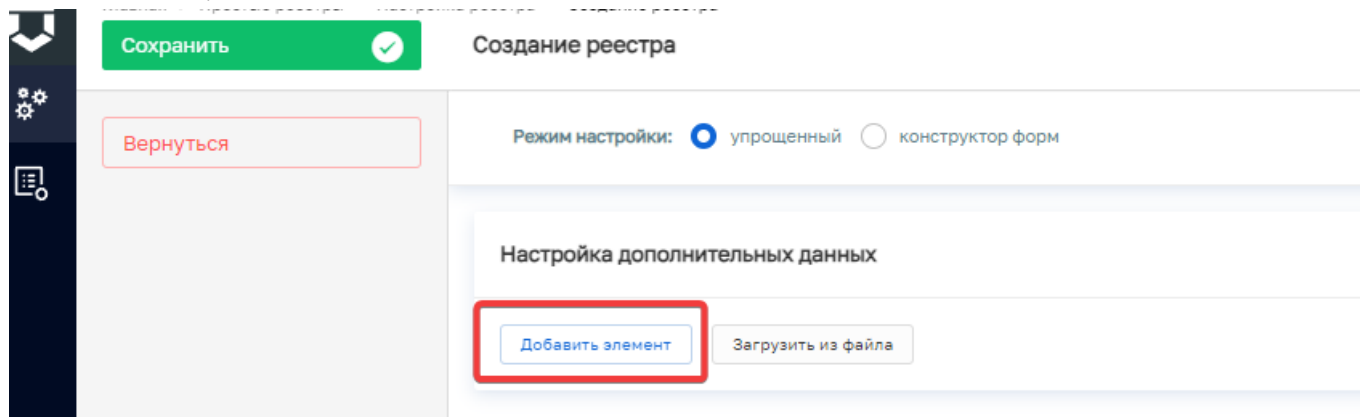 Сохранить
Создание реестра
Вернуться
Режим настройки: упрощенный конструктор форм
Настройка дополнительных данных
Добавить элемент Загрузить из файла